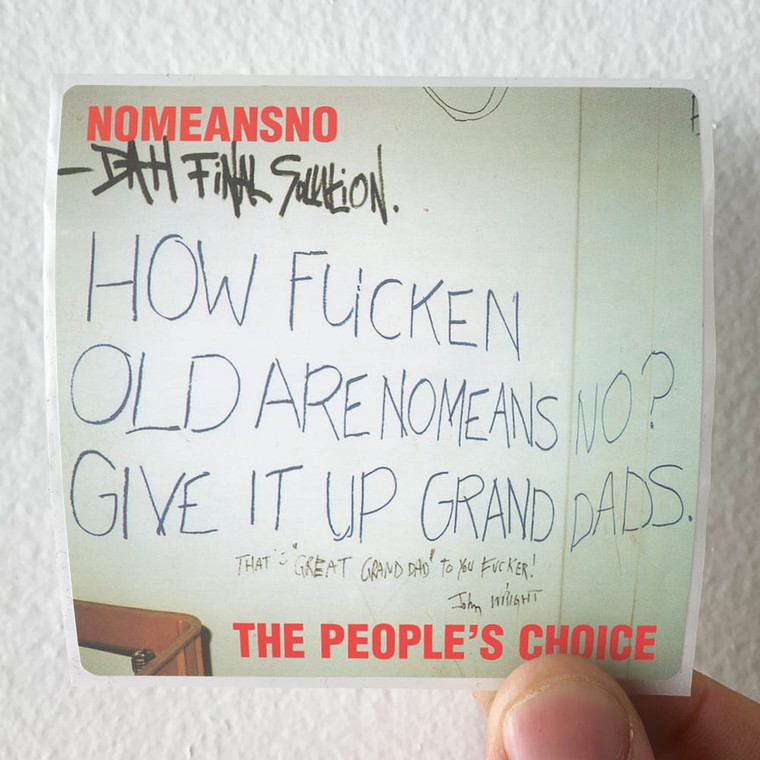 NOMEANSNO
- DAH FiNAL SOLUTiON.
HOW FUCKEN
OLD ARE NOMEANS NO?
GIVE IT UP GRAND DADS.
THAT'S "GREAT GRAND DAD" TO YOU FUCKER!
John WRIGHT
THE PEOPLE'S CHOICE